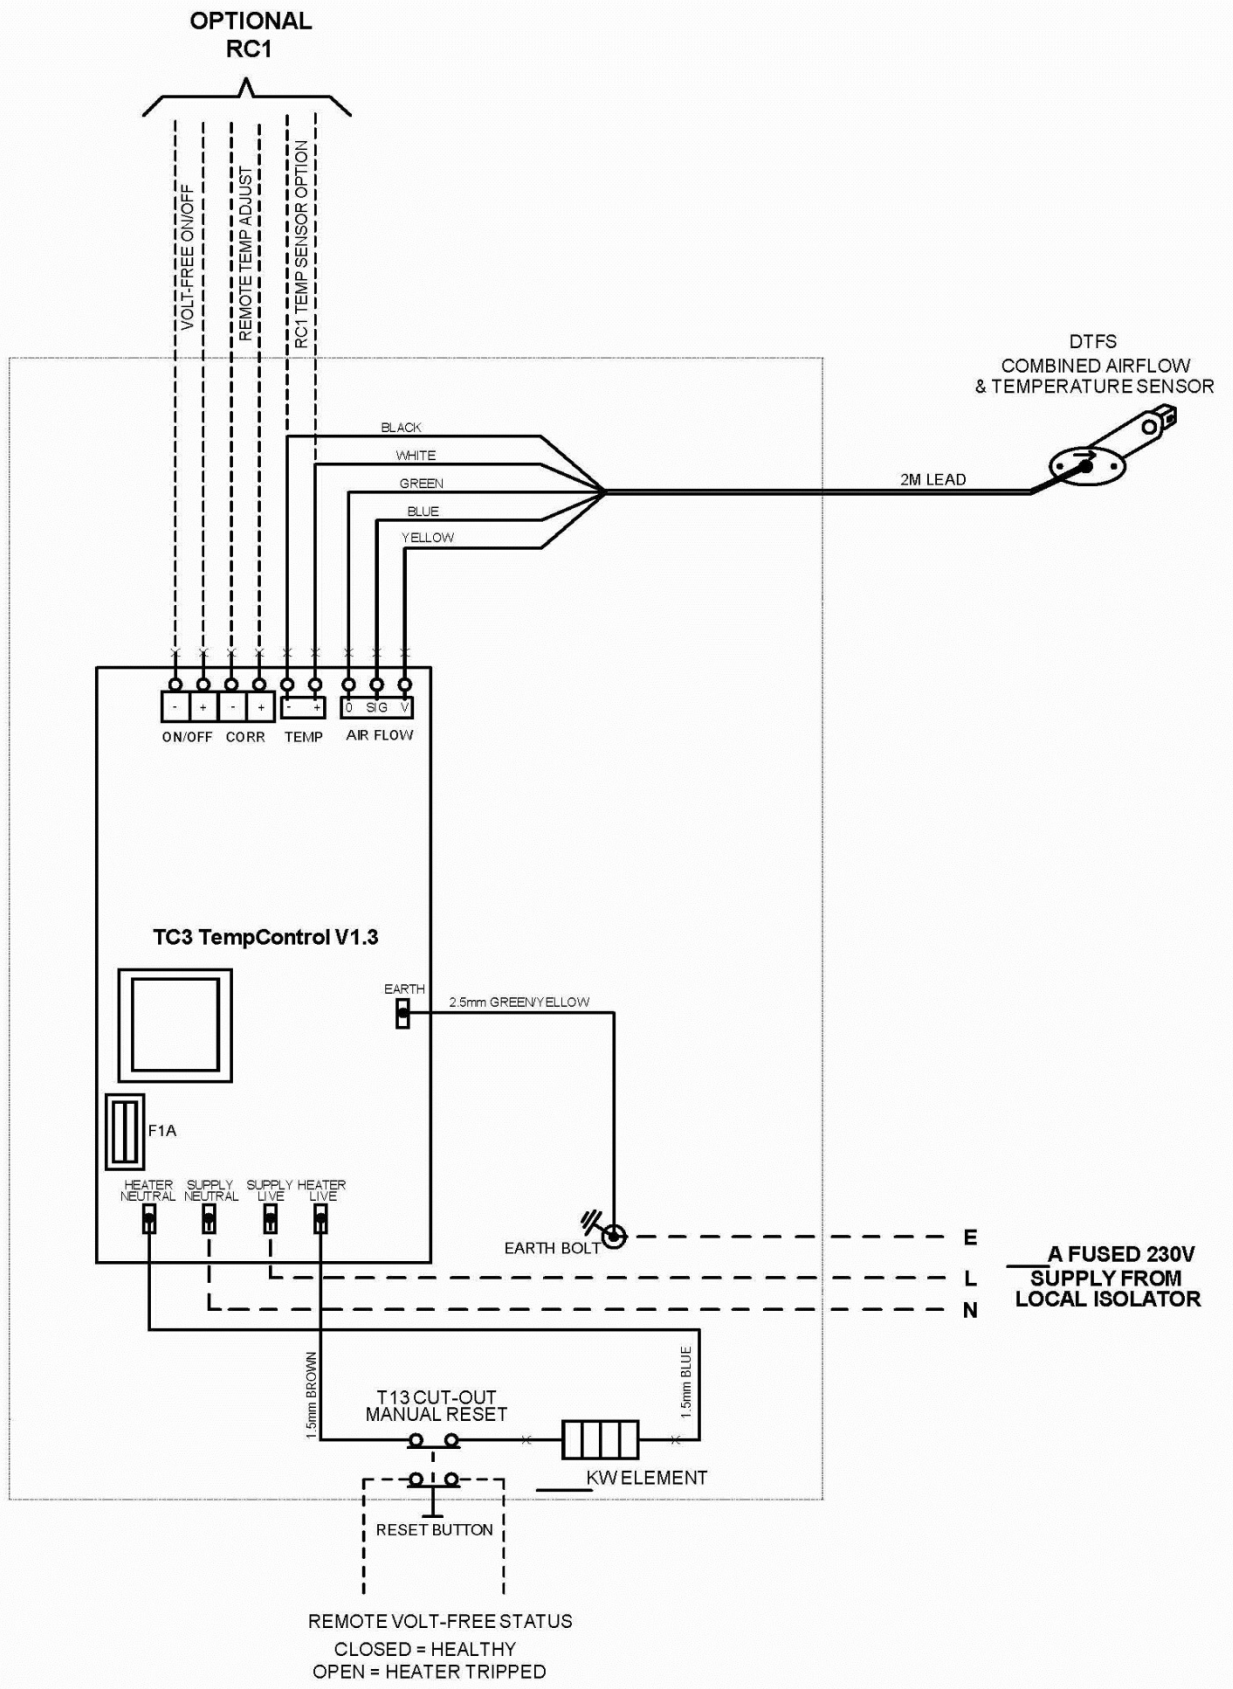 OPTIONAL
RC1
VOLT-FREE ON/OFF
REMOTE TEMP ADJUST
RC1 TEMP SENSOR OPTION
DTFS
COMBINED AIRFLOW
& TEMPERATURE SENSOR
BLACK
WHITE
GREEN
BLUE
YELLOW
2M LEAD
- + - + - + 0 SIG V
ON/OFF CORR TEMP AIR FLOW
TC3 TempControl V1.3
EARTH
2.5mm GREEN/YELLOW
F1A
HEATER
NEUTRAL
SUPPLY
NEUTRAL
SUPPLY
LIVE
HEATER
LIVE
EARTH BOLT
E
L
N
____A FUSED 230V
SUPPLY FROM
LOCAL ISOLATOR
1.5mm BROWN
1.5mm BLUE
T13 CUT-OUT
MANUAL RESET
____KW ELEMENT
RESET BUTTON
REMOTE VOLT-FREE STATUS
CLOSED = HEALTHY
OPEN = HEATER TRIPPED